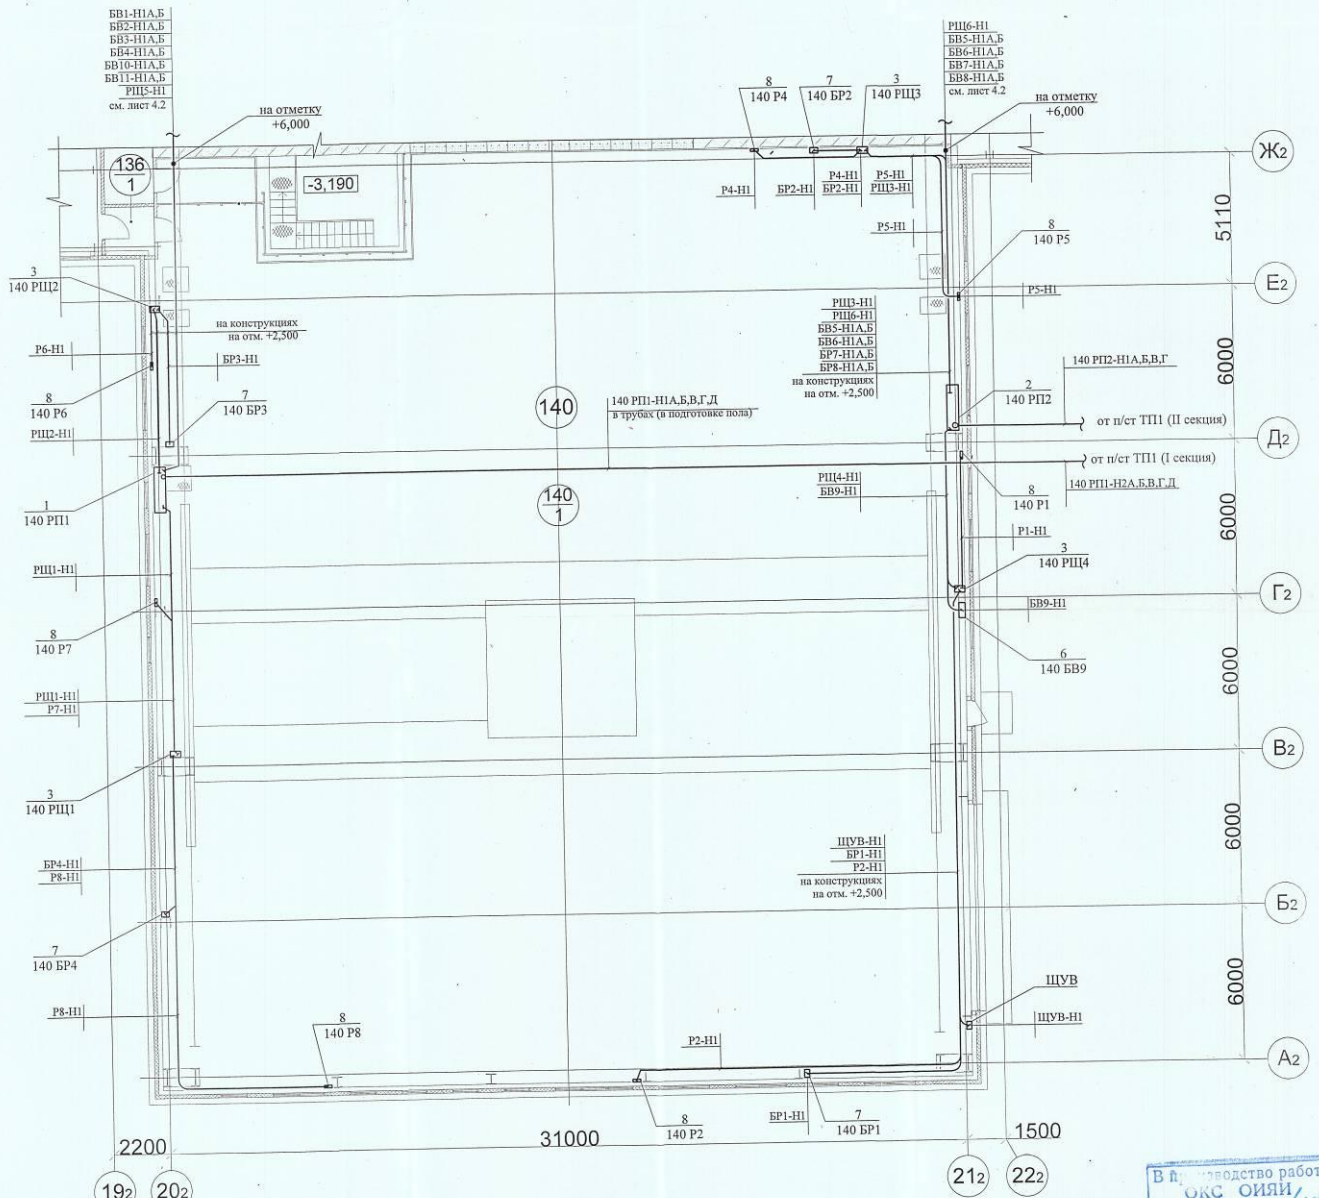 БВ1-Н1А,Б
БВ2-Н1А,Б
БВ3-Н1А,Б
БВ4-Н1А,Б
БВ10-Н1А,Б
БВ11-Н1А,Б
РЩ5-Н1
см. лист 4.2
на отметку
+6,000
РЩ6-Н1
БВ5-Н1А,Б
БВ6-Н1А,Б
БВ7-Н1А,Б
БВ8-Н1А,Б
см. лист 4.2
на отметку
+6,000
8
140 Р4
7
140 БР2
3
140 РЩ3
136
1
-3,190
Ж2
Р4-Н1
БР2-Н1
Р4-Н1
БР2-Н1
Р5-Н1
РЩ3-Н1
Р5-Н1
5110
8
140 Р5
3
140 РЩ2
Е2
Р5-Н1
на конструкциях
на отм. +2,500
РЩ3-Н1
РЩ6-Н1
БВ5-Н1А,Б
БВ6-Н1А,Б
БР7-Н1А,Б
БР8-Н1А,Б
на конструкциях
на отм. +2,500
Р6-Н1
БР3-Н1
6000
140 РП2-Н1А,Б,В,Г
8
140 Р6
7
140 БР3
2
140 РП2
140
140 РП1-Н1А,Б,В,Г,Д
в трубах (в подготовке пола)
от п/ст ТП1 (II секция)
РЩ2-Н1
Д2
от п/ст ТП1 (I секция)
140 РП1-Н2А,Б,В,Г,Д
РЩ4-Н1
БВ9-Н1
8
140 Р1
140
1
1
140 РП1
6000
Р1-Н1
3
140 РЩ4
РЩ1-Н1
Г2
БВ9-Н1
8
140 Р7
6
140 БВ9
6000
РЩ1-Н1
Р7-Н1
В2
3
140 РЩ1
6000
ЩУВ-Н1
БР1-Н1
Р2-Н1
на конструкциях
на отм. +2,500
БР4-Н1
Р8-Н1
Б2
7
140 БР4
6000
ЩУВ
Р8-Н1
ЩУВ-Н1
8
140 Р8
Р2-Н1
А2
БР1-Н1
7
140 БР1
8
140 Р2
2200
31000
1500
192
202
212
222
ОКС ОИЯИ